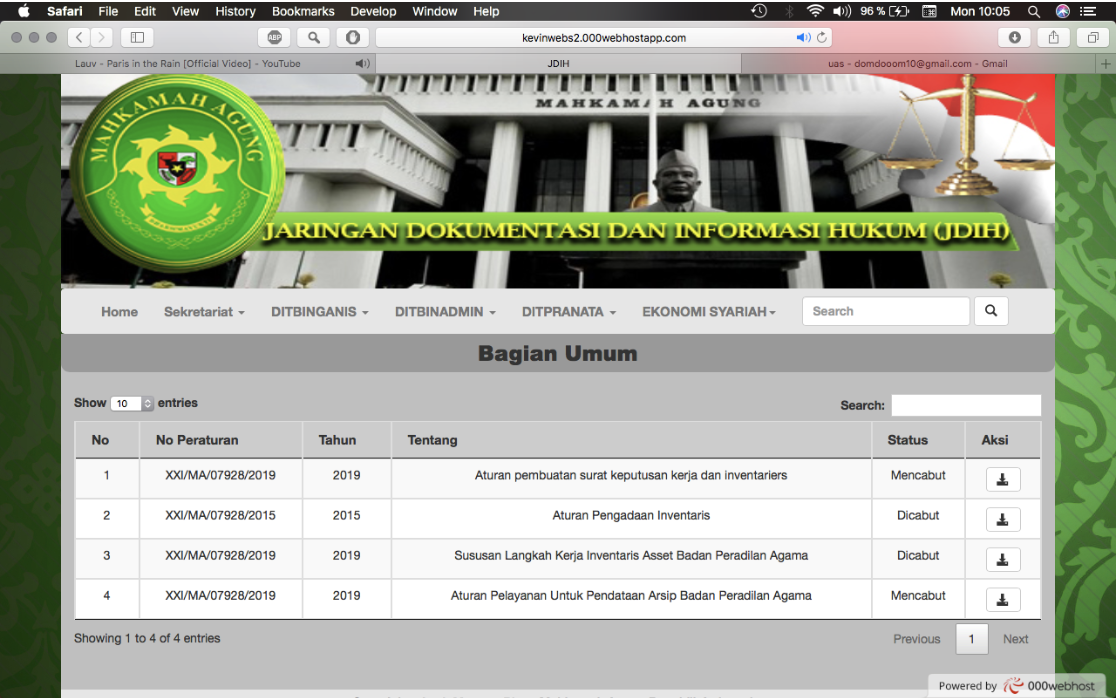 Safari File Edit View History Bookmarks Develop Window Help 96 % Mon 10:05
ABP kevinwebs2.000webhostapp.com
Lauv - Paris in the Rain [Official Video] - YouTube JDIH uas - domdooom10@gmail.com - Gmail
MAHKAMAH AGUNG
MAHKAMAH AGUNG
JARINGAN DOKUMENTASI DAN INFORMASI HUKUM (JDIH)
Home Sekretariat DITBINGANIS DITBINADMIN DITPRANATA EKONOMI SYARIAH Search
Bagian Umum
Show 10 entries Search:
No No Peraturan Tahun Tentang Status Aksi
1 XXI/MA/07928/2019 2019 Aturan pembuatan surat keputusan kerja dan inventariers Mencabut
2 XXI/MA/07928/2015 2015 Aturan Pengadaan Inventaris Dicabut
3 XXI/MA/07928/2019 2019 Sususan Langkah Kerja Inventaris Asset Badan Peradilan Agama Dicabut
4 XXI/MA/07928/2019 2019 Aturan Pelayanan Untuk Pendataan Arsip Badan Peradilan Agama Mencabut
Showing 1 to 4 of 4 entries Previous 1 Next
Powered by 000webhost